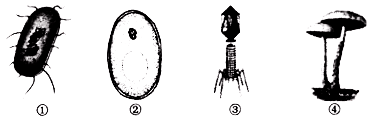 ① ② ③ ④